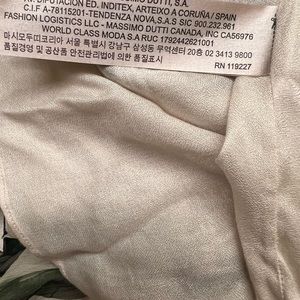 DIPUTACION ED. INDITEX, ARTEIXO A CORUÑA / SPAIN
C.I.F A-78115201-TENDENZA NOVA,S.A.S SIC 900.232.961
FASHION LOGISTICS LLC - MASSIMO DUTTI CANADA, INC CA56976
WORLD CLASS MODA S.A RUC 1792442621001
마시모두띠코리아 서울 특별시 강남구 삼성동 무역센터 20층 02 3413 9800
품질경영 및 공산품 안전관리법에 의한 품질표시
RN 119227